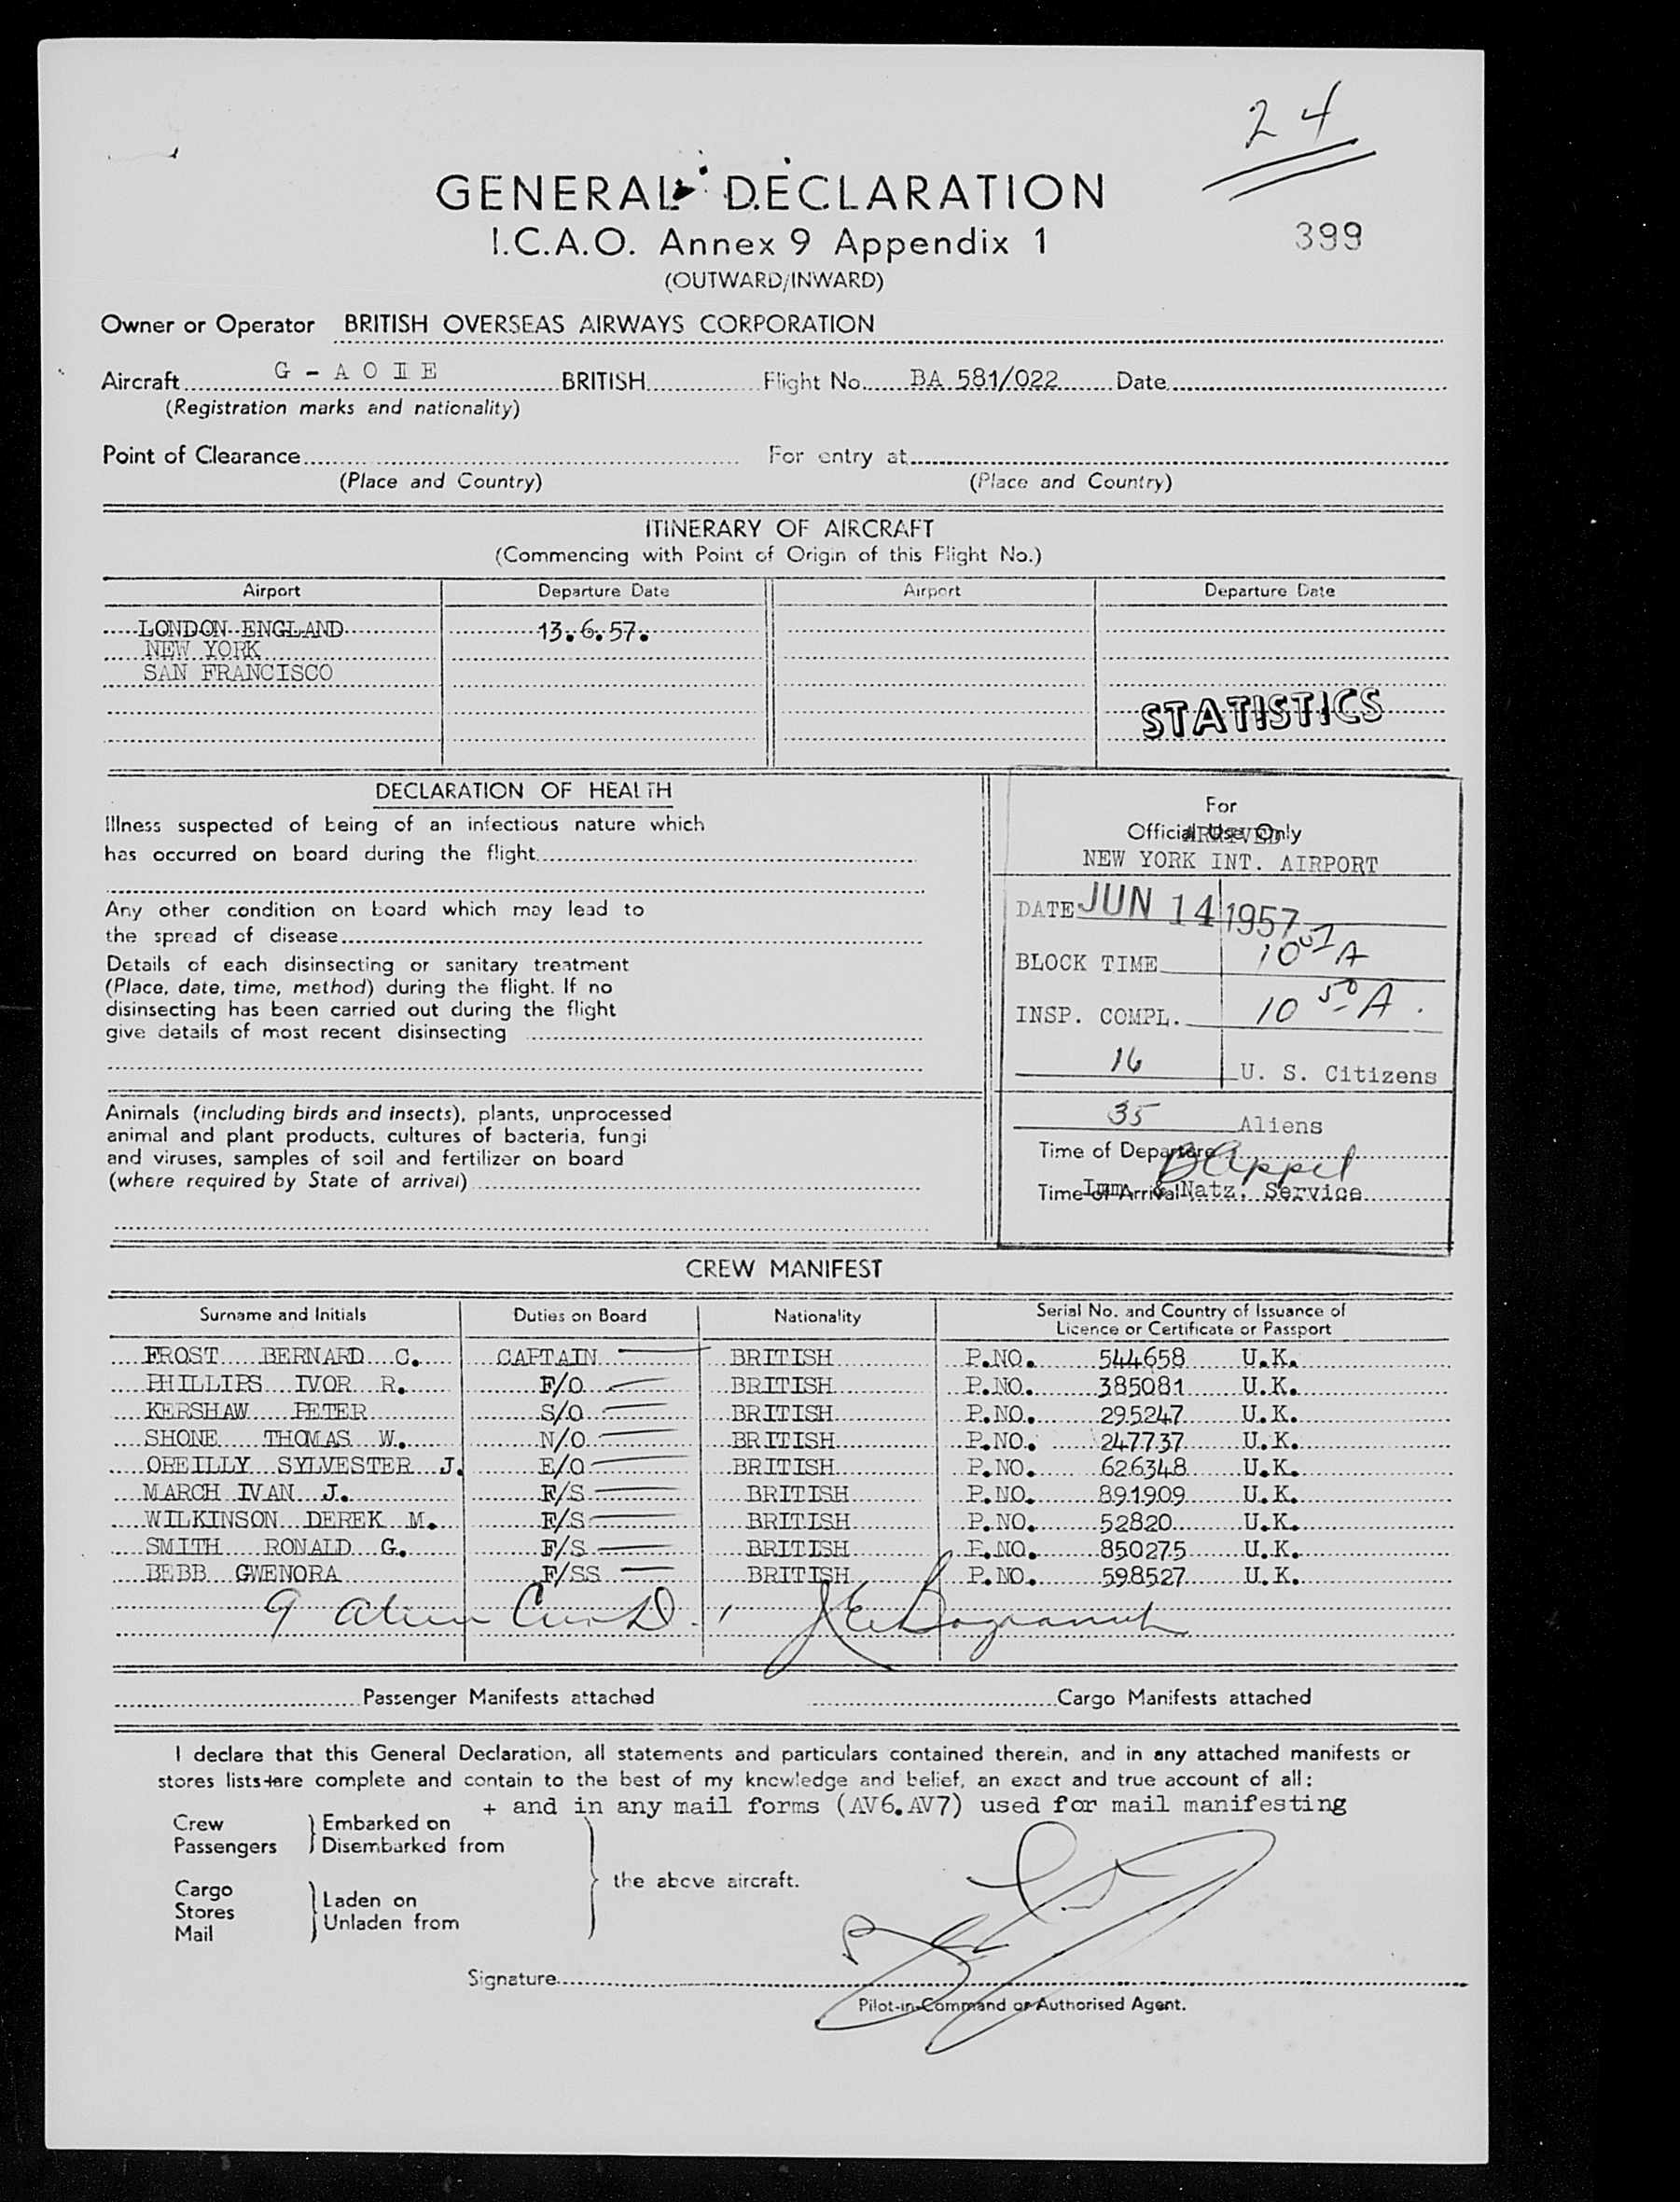 24
GENERAL DECLARATION
399
I.C.A.O. Annex 9 Appendix 1
(OUTWARD/INWARD)
Owner or Operator BRITISH OVERSEAS AIRWAYS CORPORATION
Aircraft G - A O I E BRITISH Flight No. BA 581/022 Date
(Registration marks and nationality)
Point of Clearance For entry at
(Place and Country) (Place and Country)
ITINERARY OF AIRCRAFT
(Commencing with Point of Origin of this Flight No.)
Airport Departure Date Airport Departure Date
LONDON ENGLAND 13.6.57.
NEW YORK
SAN FRANCISCO
STATISTICS
DECLARATION OF HEALTH
Illness suspected of being of an infectious nature which
has occurred on board during the flight
Any other condition on board which may lead to
the spread of disease
Details of each disinsecting or sanitary treatment
(Place, date, time, method) during the flight. If no
disinsecting has been carried out during the flight
give details of most recent disinsecting
Animals (including birds and insects), plants, unprocessed
animal and plant products, cultures of bacteria, fungi
and viruses, samples of soil and fertilizer on board
(where required by State of arrival)
For
Official Use Only
ARRIVED
NEW YORK INT. AIRPORT
DATE JUN 14 1957
BLOCK TIME 10 01 A
INSP. COMPL. 10 50 A.
16 U. S. Citizens
35 Aliens
Time of Departure
B Appel
Time of Arrival
Imm. & Natz. Service
CREW MANIFEST
Surname and Initials Duties on Board Nationality Serial No. and Country of Issuance of
Licence or Certificate or Passport
FROST BERNARD C. CAPTAIN BRITISH P.NO. 544658 U.K.
PHILLIPS IVOR R. F/O BRITISH P.NO. 385081 U.K.
KERSHAW PETER S/O BRITISH P.NO. 295247 U.K.
SHONE THOMAS W. N/O BRITISH P.NO. 247737 U.K.
OREILLY SYLVESTER J. E/O BRITISH P.NO. 626348 U.K.
MARCH IVAN J. F/S BRITISH P.NO. 891909 U.K.
WILKINSON DEREK M. F/S BRITISH P.NO. 52820 U.K.
SMITH RONALD G. F/S BRITISH P.NO. 850275 U.K.
BEBB GWENORA F/SS BRITISH P.NO. 598527 U.K.
9
Passenger Manifests attached Cargo Manifests attached
I declare that this General Declaration, all statements and particulars contained therein, and in any attached manifests or
stores lists+are complete and contain to the best of my knowledge and belief, an exact and true account of all:
+ and in any mail forms (AV6.AV7) used for mail manifesting
Crew Embarked on
Passengers Disembarked from
the above aircraft.
Cargo
Stores Laden on
Mail Unladen from
Signature
Pilot-in-Command or Authorised Agent.